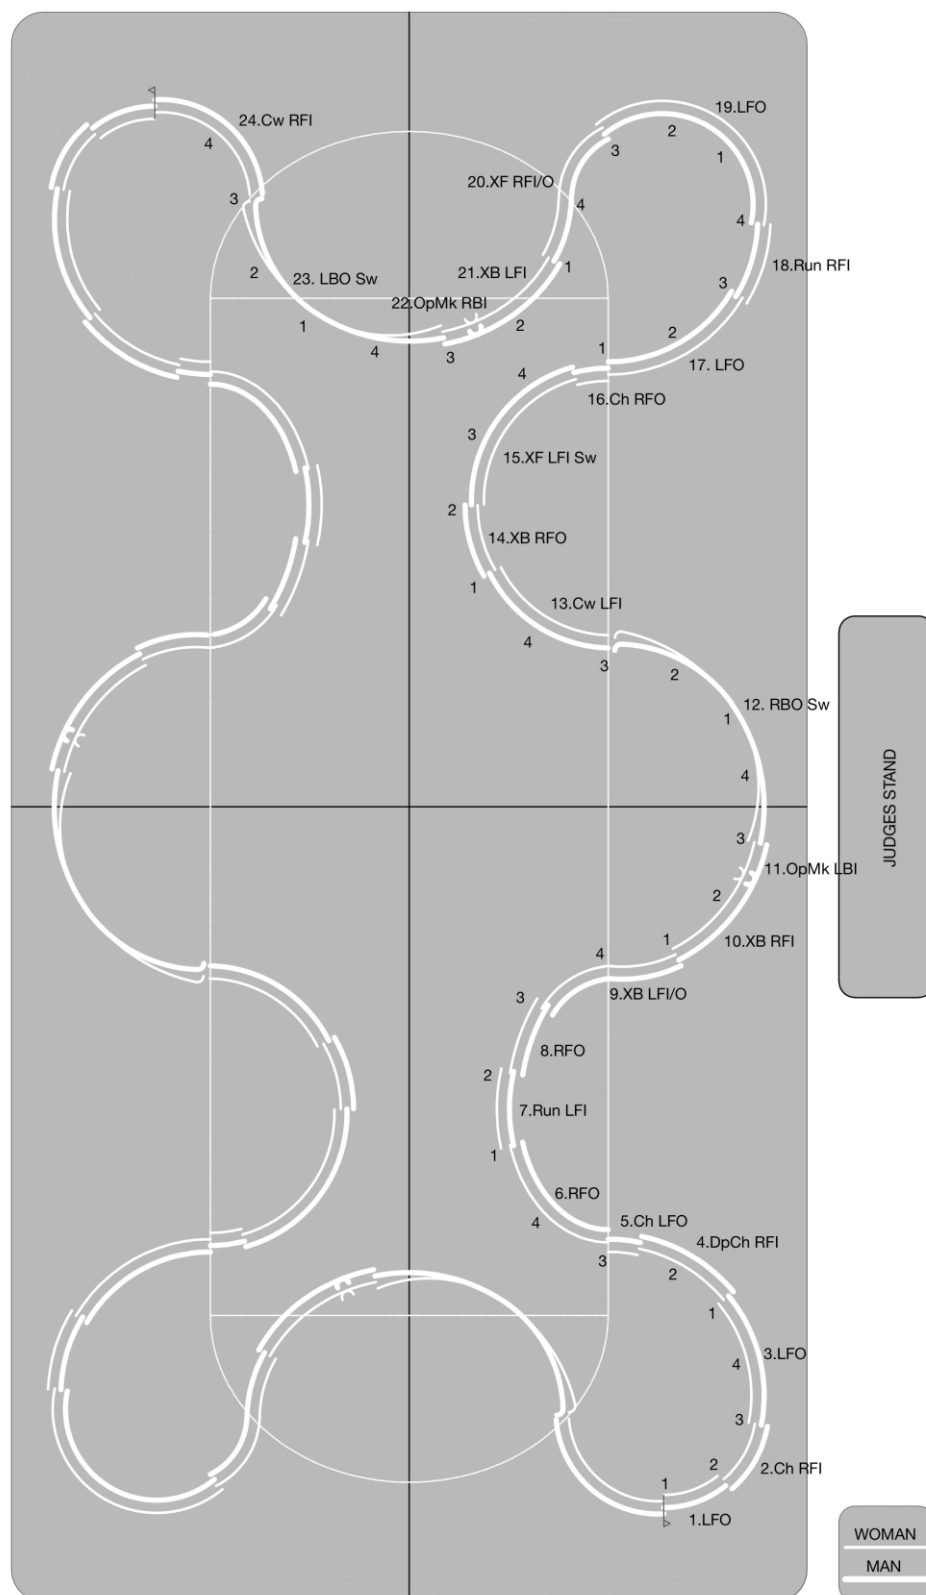 19.LFO
24.Cw RFI
2
4
1
3
20.XF RFI/O
3
4
4
18.Run RFI
2
23. LBO Sw
21.XB LFI
1
3
22.OpMk RBI
1
2
2
4
3
1
17. LFO
4
16.Ch RFO
3
15.XF LFI Sw
2
14.XB RFO
1
13.Cw LFI
4
3
2
12. RBO Sw
1
4
JUDGES STAND
3
11.OpMk LBI
2
1
10.XB RFI
4
9.XB LFI/O
3
8.RFO
2
7.Run LFI
1
6.RFO
4
5.Ch LFO
4.DpCh RFI
3
2
1
3.LFO
4
3
2
2.Ch RFI
1
1.LFO
WOMAN
MAN